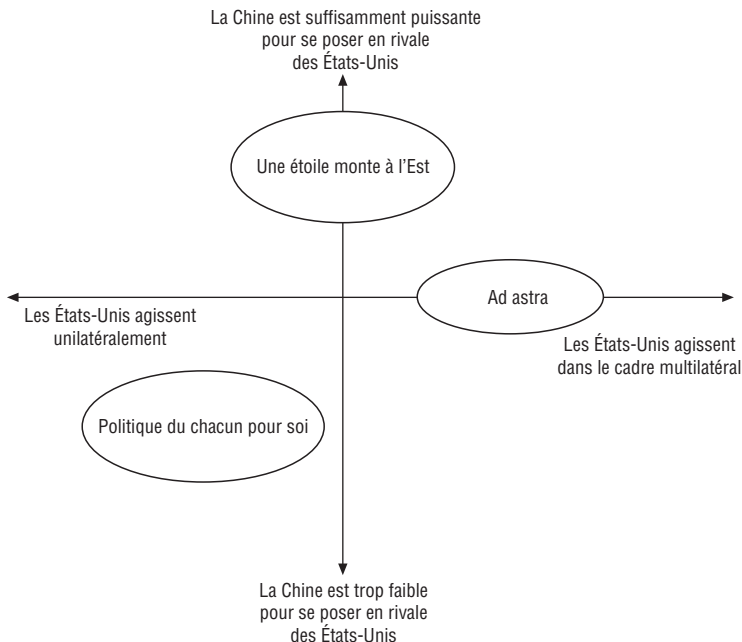 La Chine est suffisamment puissante
pour se poser en rivale
des États-Unis
Une étoile monte à l’Est
Ad astra
Les États-Unis agissent
unilatéralement
Les États-Unis agissent
dans le cadre multilatéral
Politique du chacun pour soi
La Chine est trop faible
pour se poser en rivale
des États-Unis